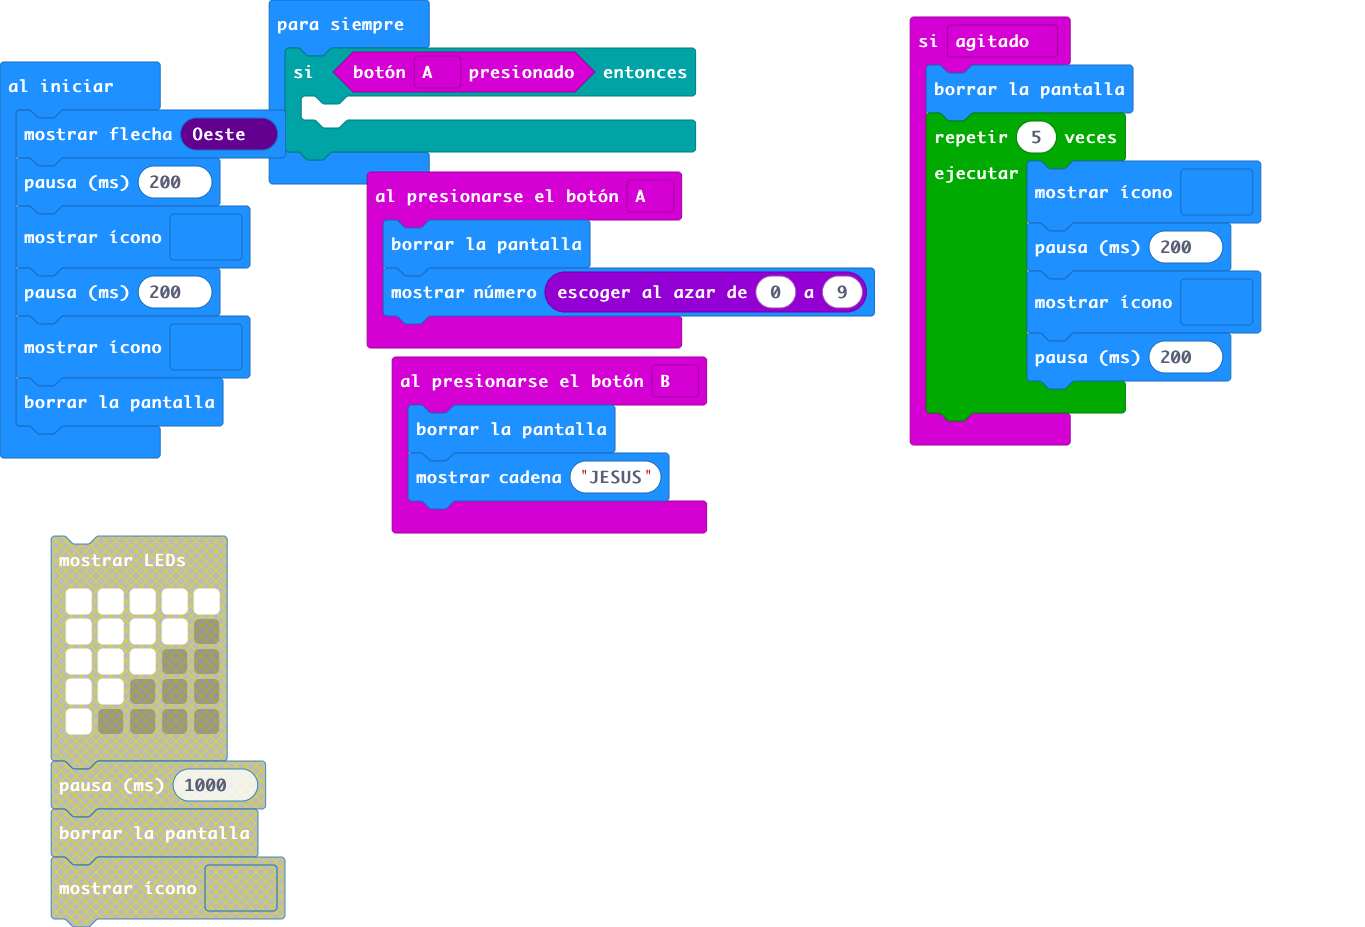 al iniciar
mostrar flecha Oeste
pausa (ms) 200
mostrar ícono
pausa (ms) 200
mostrar ícono
borrar la pantalla
para siempre
si botón A presionado entonces
al presionarse el botón A
borrar la pantalla
mostrar número escoger al azar de 0 a 9
al presionarse el botón B
borrar la pantalla
mostrar cadena "JESUS"
si agitado
borrar la pantalla
repetir 5 veces
ejecutar
mostrar ícono
pausa (ms) 200
mostrar ícono
pausa (ms) 200
mostrar LEDs
pausa (ms) 1000
borrar la pantalla
mostrar ícono